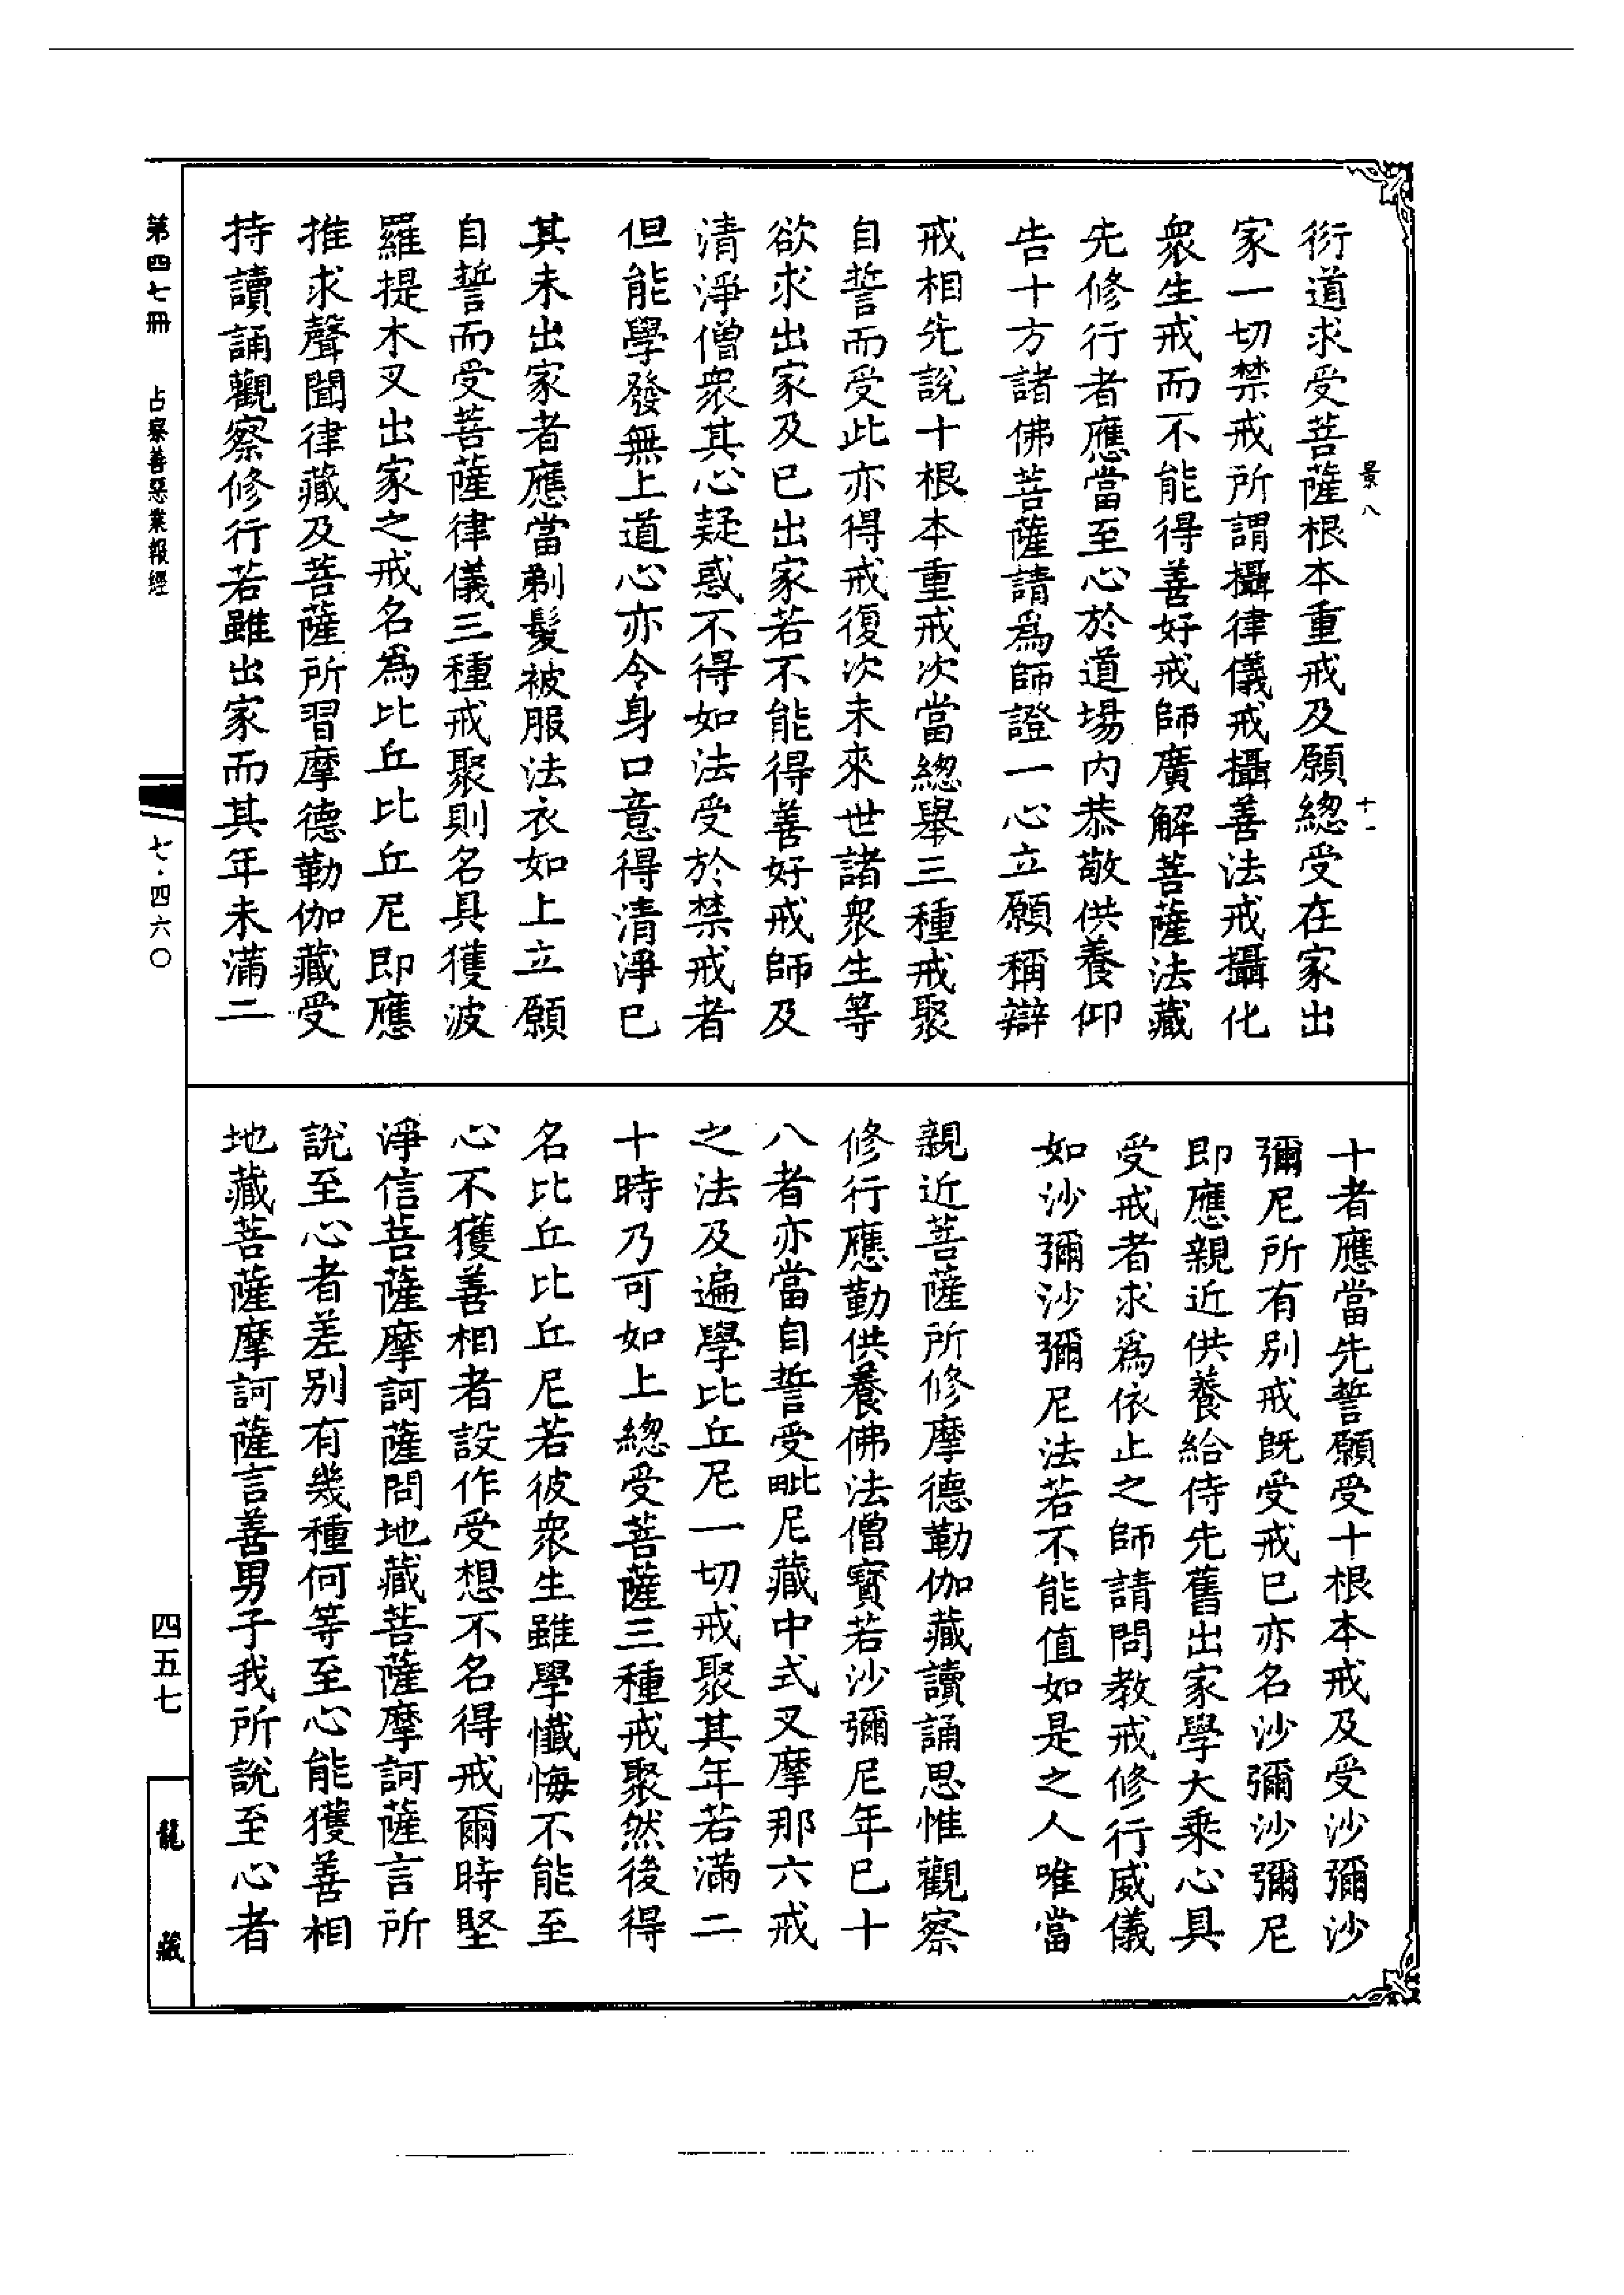 景八
十一
衍道求受菩薩根本重戒及願總受在家出
家一切禁戒所謂攝律儀戒攝善法戒攝化
衆生戒而不能得善好戒師廣解菩薩法藏
先修行者應當至心於道場內恭敬供養仰
告十方諸佛菩薩請爲師證一心立願稱辯
戒相先說十根本重戒次當總舉三種戒聚
自誓而受此亦得戒復次未來世諸衆生等
欲求出家及已出家若不能得善好戒師及
清淨僧衆其心疑惑不得如法受於禁戒者
但能學發無上道心亦令身口意得清淨已
其未出家者應當剃髮被服法衣如上立願
自誓而受菩薩律儀三種戒聚則名具獲波
羅提木叉出家之戒名爲比丘比丘尼即應
推求聲聞律藏及菩薩所習摩德勒伽藏受
持讀誦觀察修行若雖出家而其年未滿二
十者應當先誓願受十根本戒及受沙彌沙
彌尼所有別戒旣受戒已亦名沙彌沙彌尼
即應親近供養給侍先舊出家學大乘心具
受戒者求爲依止之師請問教戒修行威儀
如沙彌沙彌尼法若不能值如是之人唯當
親近菩薩所修摩德勒伽藏讀誦思惟觀察
修行應勤供養佛法僧寶若沙彌尼年已十
八者亦當自誓受毗尼藏中式叉摩那六戒
之法及遍學比丘尼一切戒聚其年若滿二
十時乃可如上總受菩薩三種戒聚然後得
名比丘比丘尼若彼衆生雖學懺悔不能至
心不獲善相者設作受想不名得戒爾時堅
淨信菩薩摩訶薩問地藏菩薩摩訶薩言所
說至心者差別有幾種何等至心能獲善相
地藏菩薩摩訶薩言善男子我所說至心者
第四七冊 占察善惡業報經
七·四六〇
四五七
龍藏